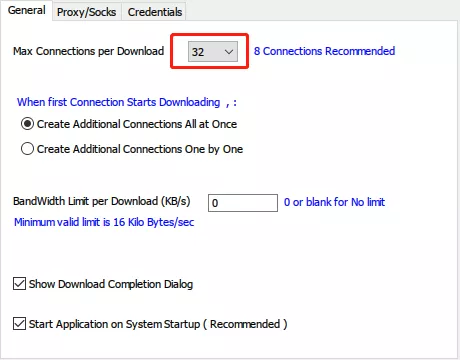 General Proxy/Socks Credentials
Max Connections per Download 32 8 Connections Recommended
When first Connection Starts Downloading , :
Create Additional Connections All at Once
Create Additional Connections One by One
BandWidth Limit per Download (KB/s) 0 0 or blank for No limit
Minimum valid limit is 16 Kilo Bytes/sec
Show Download Completion Dialog
Start Application on System Startup ( Recommended )